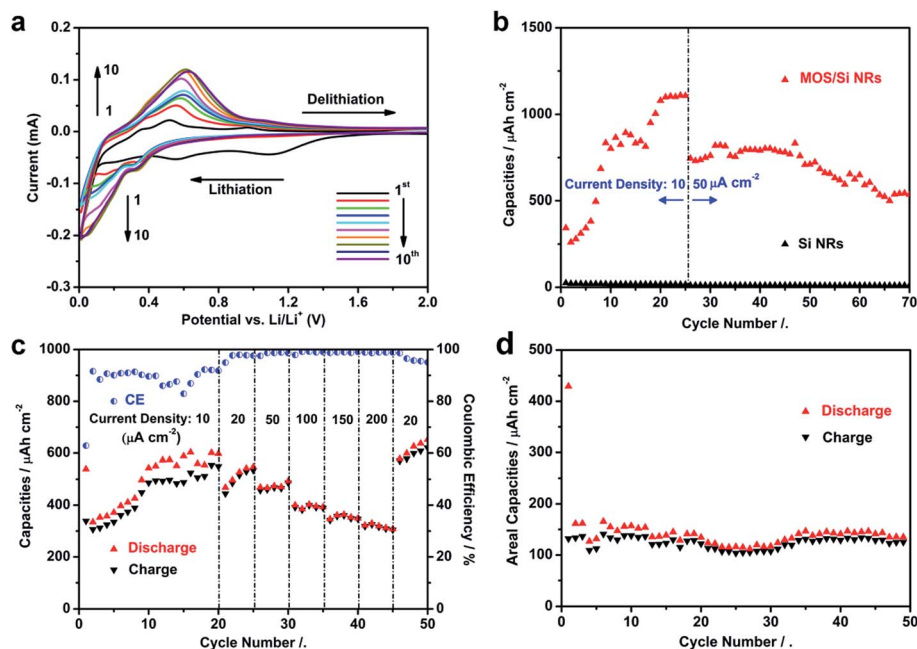 a
0.2
0.1
0.0
-0.1
-0.2
-0.3
Current (mA)
10
1
Delithiation
Lithiation
1
10
1st
10th
0.0 0.4 0.8 1.2 1.6 2.0
Potential vs. Li/Li+ (V)
b
1500
1250
1000
750
500
250
0
Capacities / μAh cm-2
MOS/Si NRs
Current Density: 10 50 μA cm-2
Si NRs
0 10 20 30 40 50 60 70
Cycle Number /.
c
1000
800
600
400
200
0
Capacities / μAh cm-2
CE
Current Density: 10 20 50 100 150 200 20
(μA cm-2)
Discharge
Charge
100
80
60
40
20
0
Coulombic Efficiency / %
0 10 20 30 40 50
Cycle Number /.
d
500
400
300
200
100
0
Areal Capacities / μAh cm-2
Discharge
Charge
0 10 20 30 40 50
Cycle Number / .